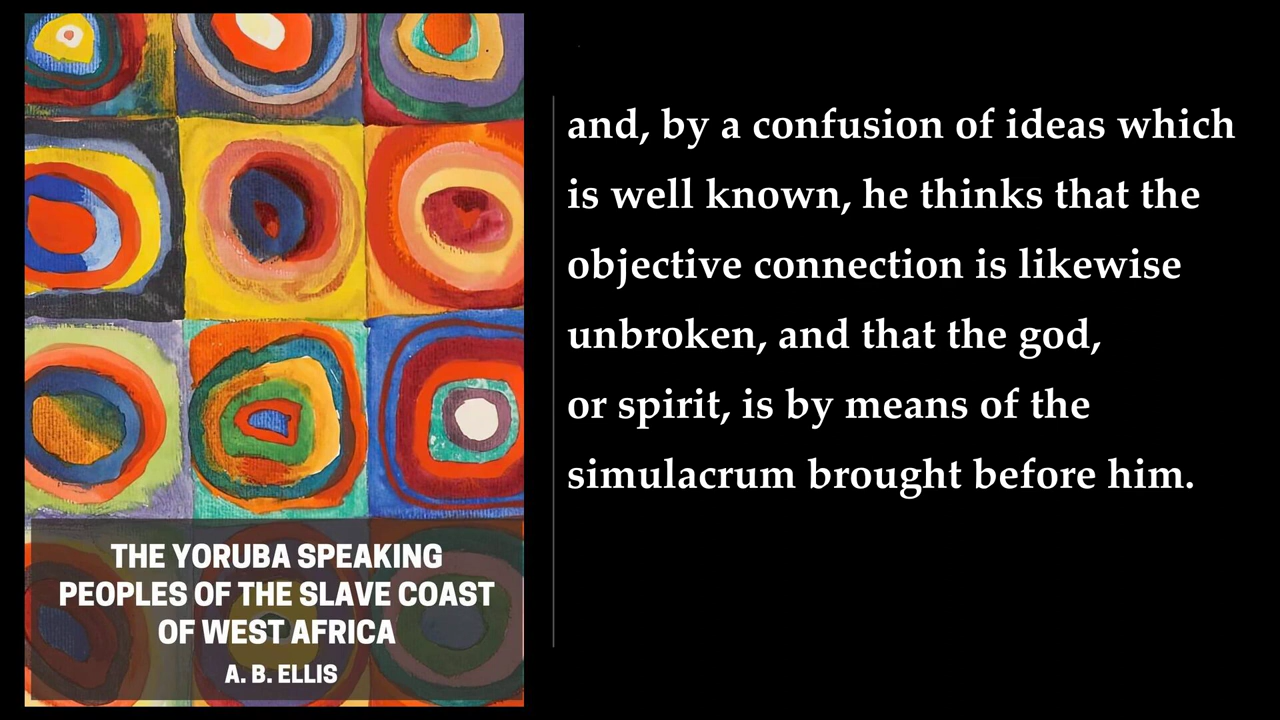 THE YORUBA SPEAKING
PEOPLES OF THE SLAVE COAST
OF WEST AFRICA
A. B. ELLIS
and, by a confusion of ideas which
is well known, he thinks that the
objective connection is likewise
unbroken, and that the god,
or spirit, is by means of the
simulacrum brought before him.